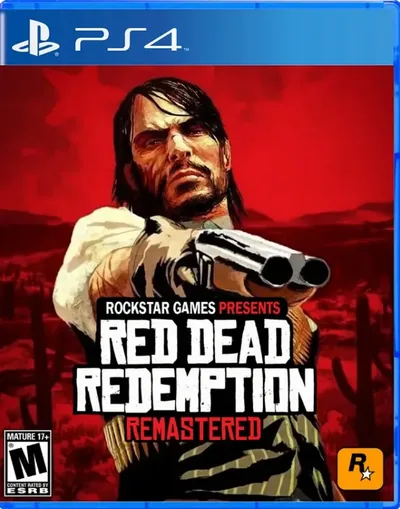 PS4
ROCKSTAR GAMES PRESENTS
RED DEAD
REDEMPTION
REMASTERED
MATURE 17+
M
CONTENT RATED BY
ESRB
R